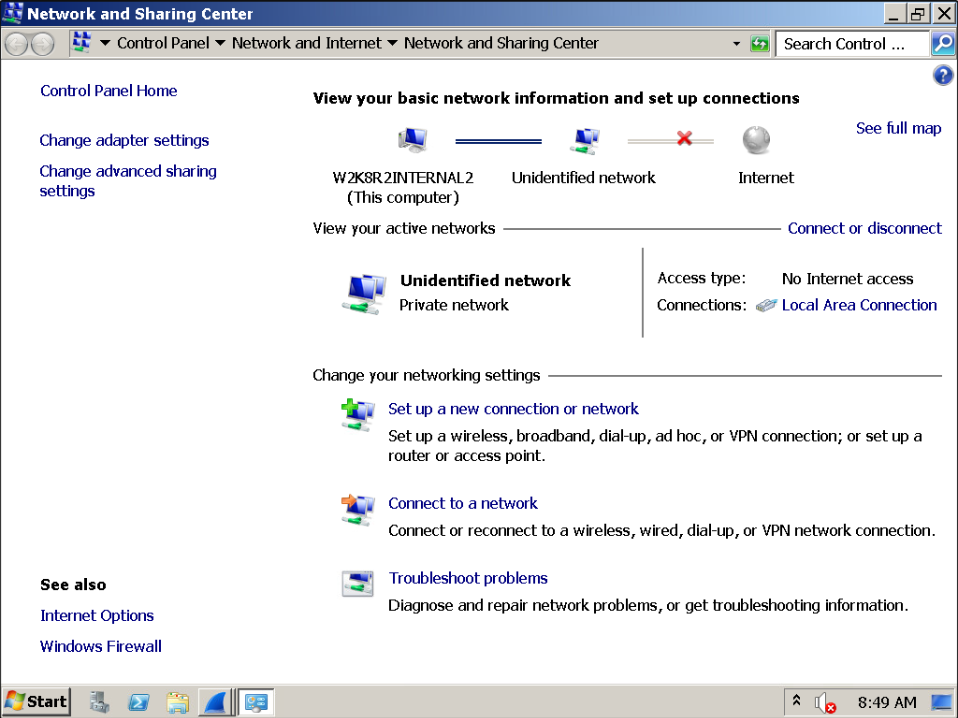 Network and Sharing Center
Control Panel Network and Internet Network and Sharing Center
Search Control ...
Control Panel Home
Change adapter settings
Change advanced sharing
settings
View your basic network information and set up connections
See full map
W2K8R2INTERNAL2
(This computer)
Unidentified network
Internet
View your active networks
Connect or disconnect
Unidentified network
Private network
Access type: No Internet access
Connections: Local Area Connection
Change your networking settings
Set up a new connection or network
Set up a wireless, broadband, dial-up, ad hoc, or VPN connection; or set up a
router or access point.
Connect to a network
Connect or reconnect to a wireless, wired, dial-up, or VPN network connection.
Troubleshoot problems
Diagnose and repair network problems, or get troubleshooting information.
See also
Internet Options
Windows Firewall
Start
8:49 AM